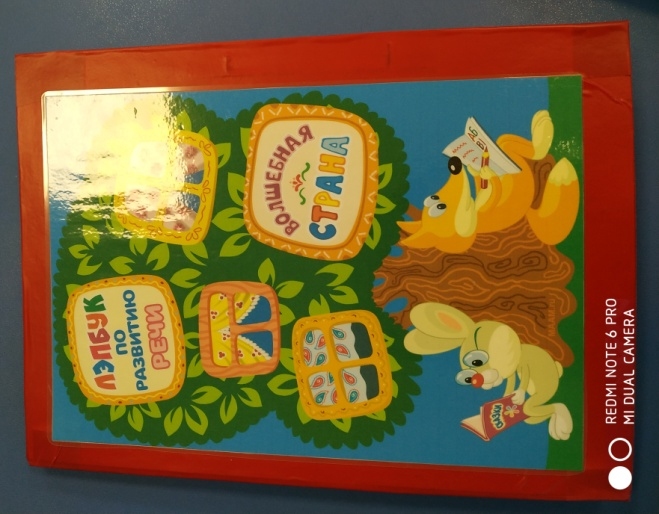 ЛЭПБУК
ПО
РАЗВИТИЮ
РЕЧИ
ВОЛШЕБНАЯ
СТРАНА
СКАЗКИ
REDMI NOTE 6 PRO
MI DUAL CAMERA